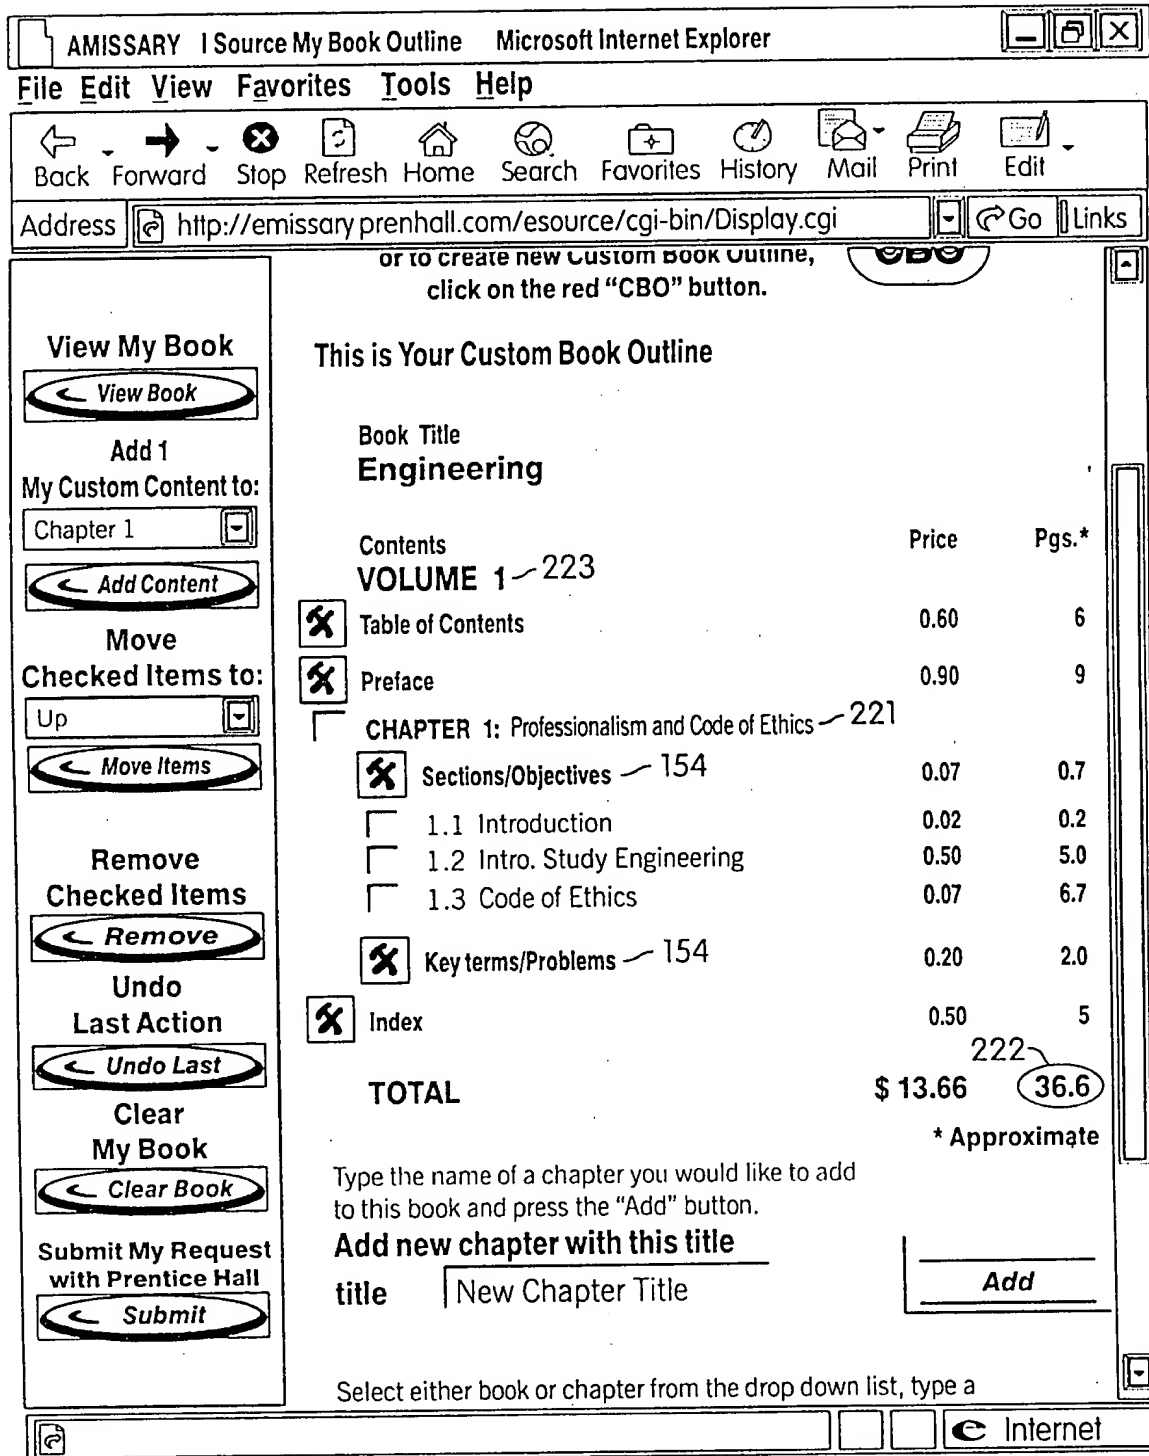 AMISSARY I Source My Book Outline Microsoft Internet Explorer
File Edit View Favorites Tools Help
Back Forward Stop Refresh Home Search Favorites History Mail Print Edit
Address http://emissary prenhall.com/esource/cgi-bin/Display.cgi Go Links
or to create new Custom Book Outline, CBO
click on the red “CBO” button.
View My Book
View Book
Add 1
My Custom Content to:
Chapter 1
Add Content
Move
Checked Items to:
Up
Move Items
Remove
Checked Items
Remove
Undo
Last Action
Undo Last
Clear
My Book
Clear Book
Submit My Request
with Prentice Hall
Submit
This is Your Custom Book Outline
Book Title
Engineering
Contents Price Pgs.*
VOLUME 1 223
Table of Contents 0.60 6
Preface 0.90 9
CHAPTER 1: Professionalism and Code of Ethics 221
Sections/Objectives 154 0.07 0.7
1.1 Introduction 0.02 0.2
1.2 Intro. Study Engineering 0.50 5.0
1.3 Code of Ethics 0.07 6.7
Key terms/Problems 154 0.20 2.0
Index 0.50 5
222
TOTAL $ 13.66 36.6
* Approximate
Type the name of a chapter you would like to add
to this book and press the “Add” button.
Add new chapter with this title
title New Chapter Title Add
Select either book or chapter from the drop down list, type a
e Internet